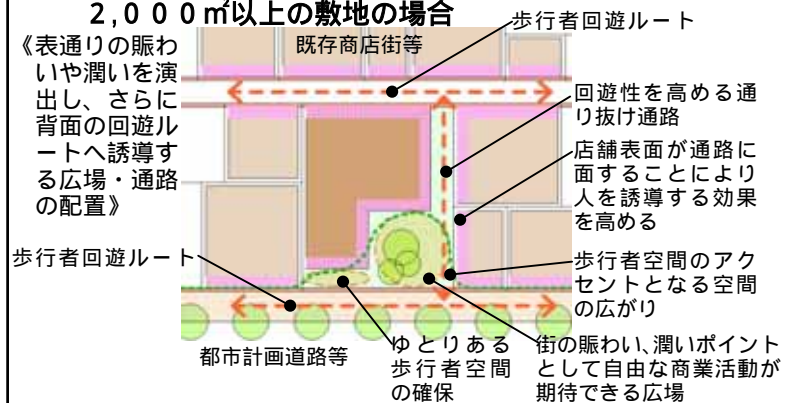 2,000㎡以上の敷地の場合
《表通りの賑わ
いや潤いを演
出し、さらに
背面の回遊ル
ートへ誘導す
る広場・通路
の配置》
既存商店街等
歩行者回遊ルート
回遊性を高める通
り抜け通路
店舗表面が通路に
面することにより
人を誘導する効果
を高める
歩行者空間のアク
セントとなる空間
の広がり
歩行者回遊ルート
都市計画道路等
ゆとりある
歩行者空間
の確保
街の賑わい、潤いポイント
として自由な商業活動が
期待できる広場